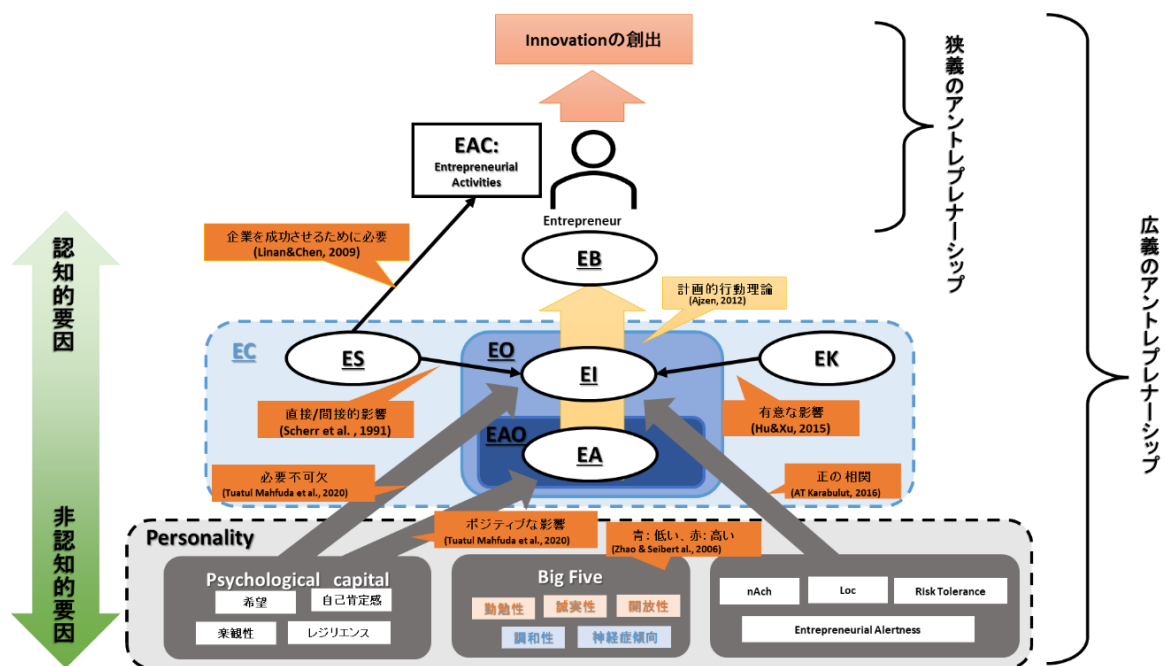 Innovationの創出
狭義のアントレプレナーシップ
広義のアントレプレナーシップ
EAC:
Entrepreneurial
Activities
Entrepreneur
企業を成功させるために必要
(Linan&Chen, 2009)
EB
計画的行動理論
(Ajzen, 2012)
認知的要因
EC
ES
EO
EI
EK
直接/間接的影響
(Scherr et al. , 1991)
有意な影響
(Hu&Xu, 2015)
EAO
EA
必要不可欠
(Tuatul Mahfuda et al., 2020)
正の相関
(AT Karabulut, 2016)
非認知的要因
ポジティブな影響
(Tuatul Mahfuda et al., 2020)
青：低い、赤：高い
(Zhao & Seibert et al., 2006)
Personality
Psychological capital
希望
自己肯定感
楽観性
レジリエンス
Big Five
勤勉性
誠実性
開放性
調和性
神経症傾向
nAch
Loc
Risk Tolerance
Entrepreneurial Alertness